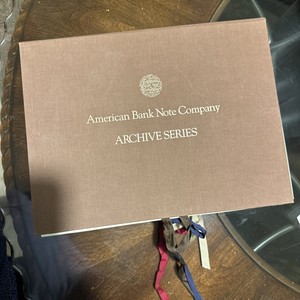 American Bank Note Company
ARCHIVE SERIES